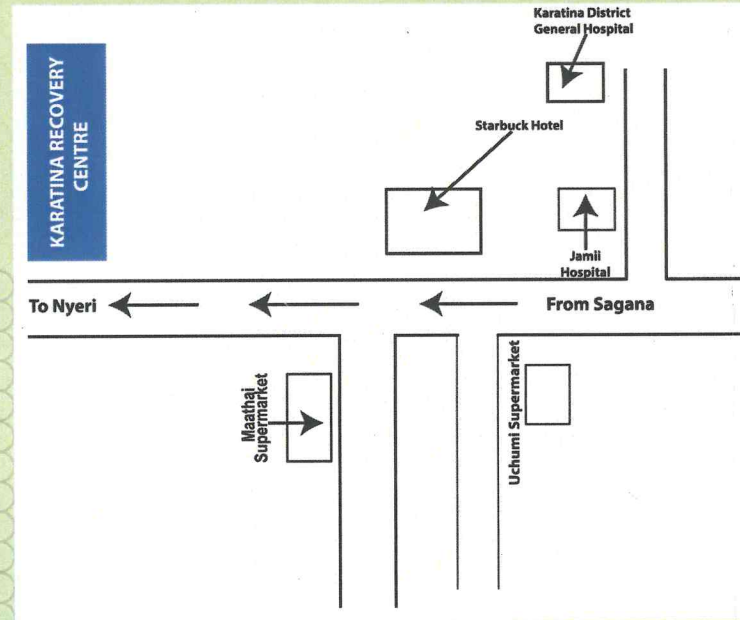 Karatina District
General Hospital
KARATINA RECOVERY
CENTRE
Starbuck Hotel
Jamii
Hospital
To Nyeri
From Sagana
Maathai
Supermarket
Uchumi Supermarket